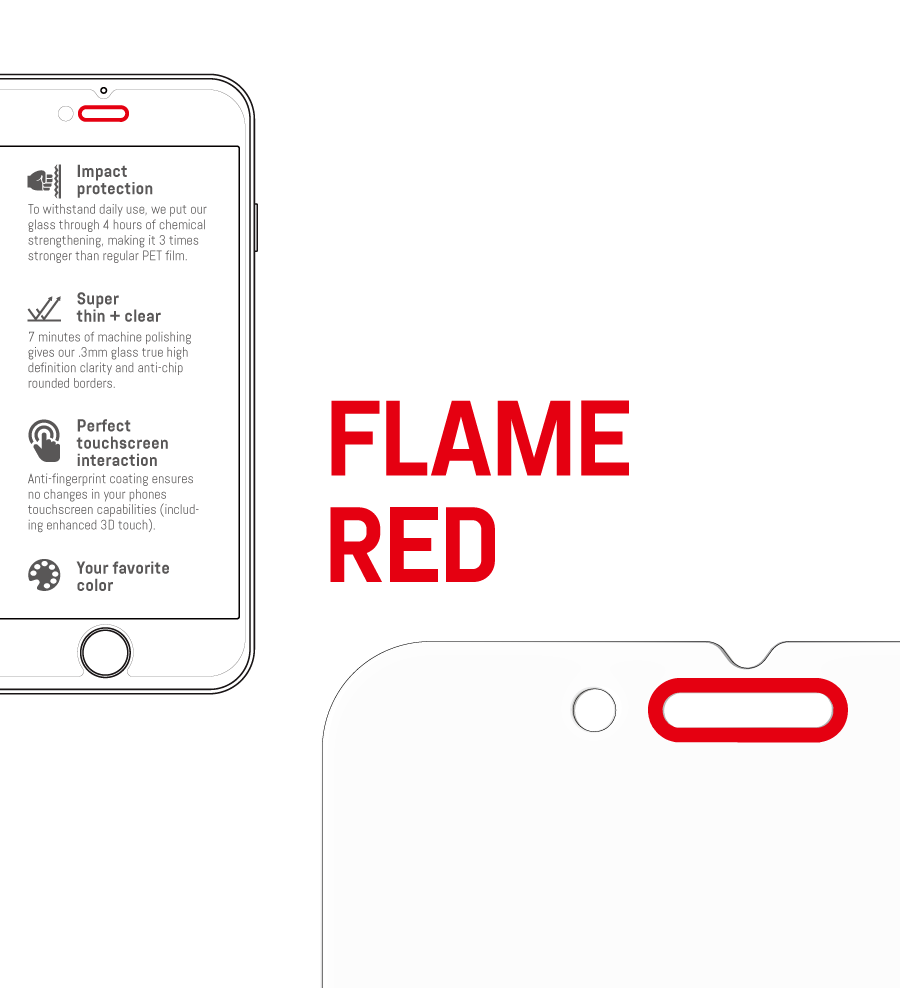 Impact
protection
To withstand daily use, we put our
glass through 4 hours of chemical
strengthening, making it 3 times
stronger than regular PET film.
Super
thin + clear
7 minutes of machine polishing
gives our .3mm glass true high
definition clarity and anti-chip
rounded borders.
Perfect
touchscreen
interaction
Anti-fingerprint coating ensures
no changes in your phones
touchscreen capabilities (includ-
ing enhanced 3D touch).
Your favorite
color
FLAME
RED